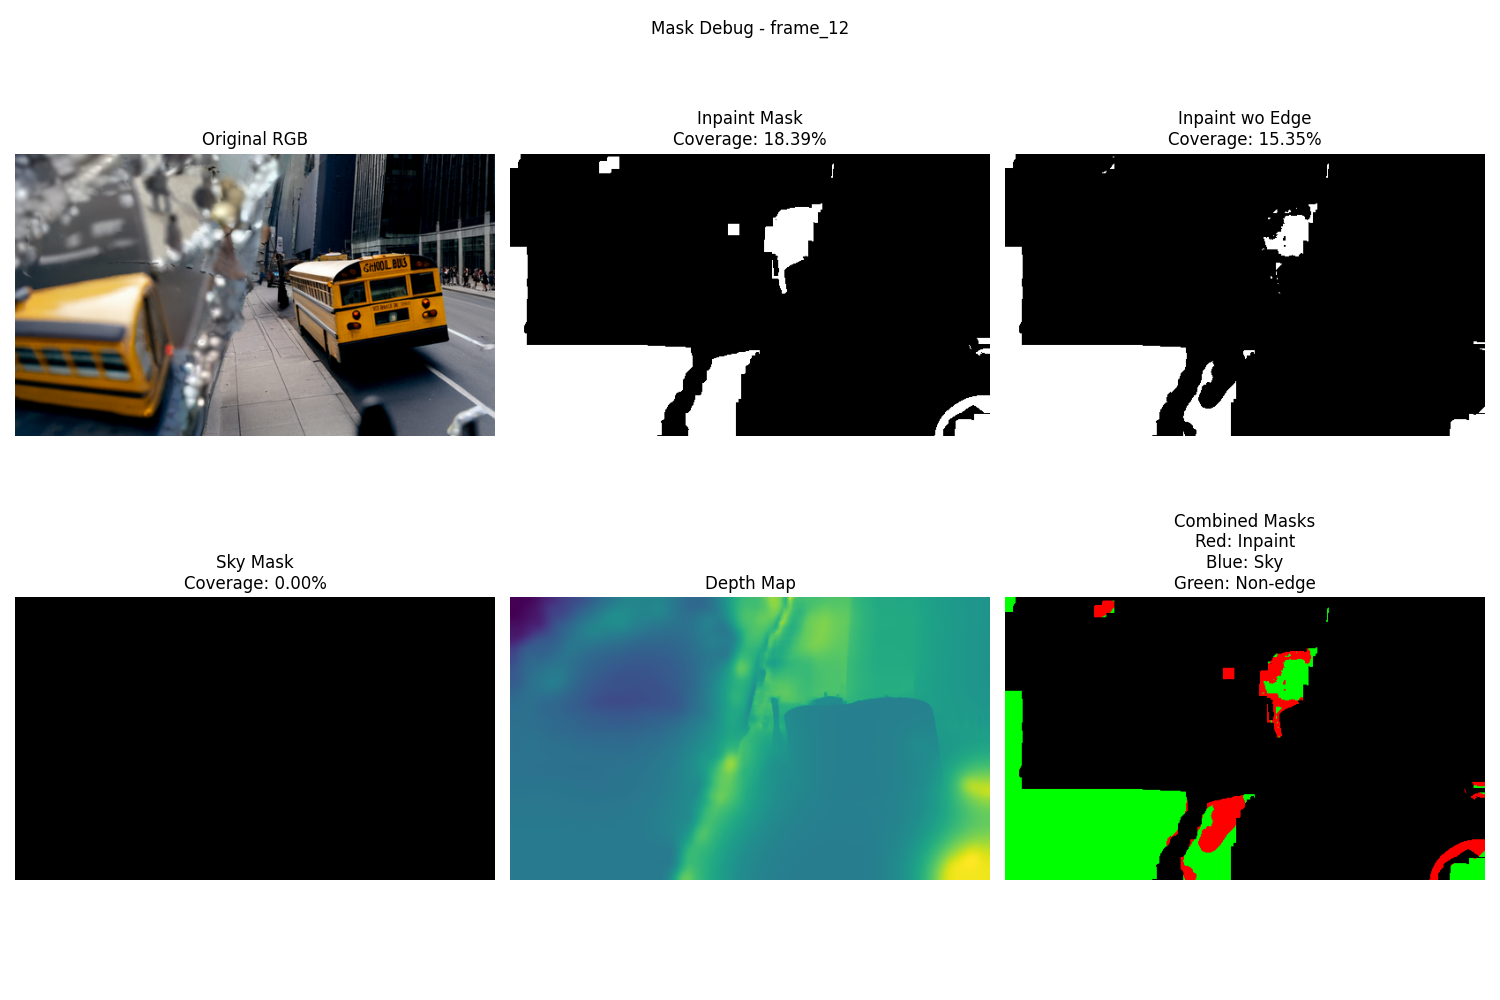 Mask Debug - frame_12
Original RGB
Inpaint Mask
Coverage: 18.39%
Inpaint wo Edge
Coverage: 15.35%
SCHOOL BUS
Sky Mask
Coverage: 0.00%
Depth Map
Combined Masks
Red: Inpaint
Blue: Sky
Green: Non-edge